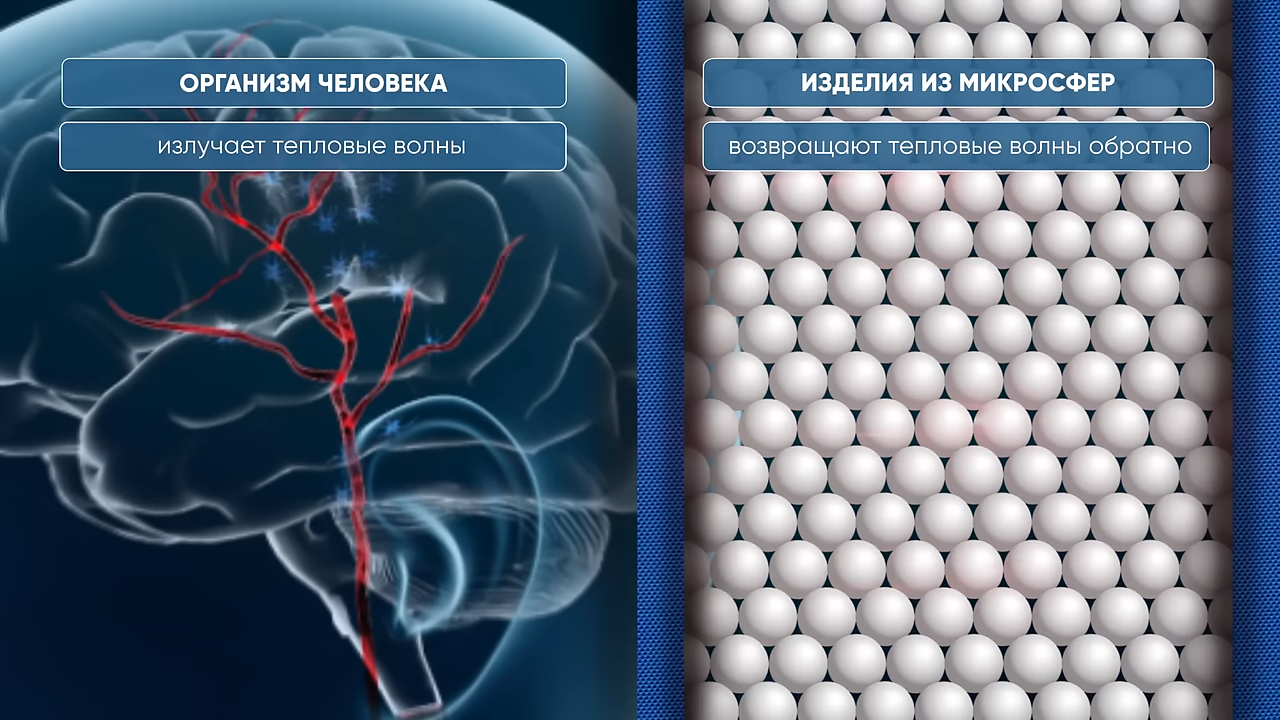 ОРГАНИЗМ ЧЕЛОВЕКА
излучает тепловые волны
ИЗДЕЛИЯ ИЗ МИКРОСФЕР
возвращают тепловые волны обратно